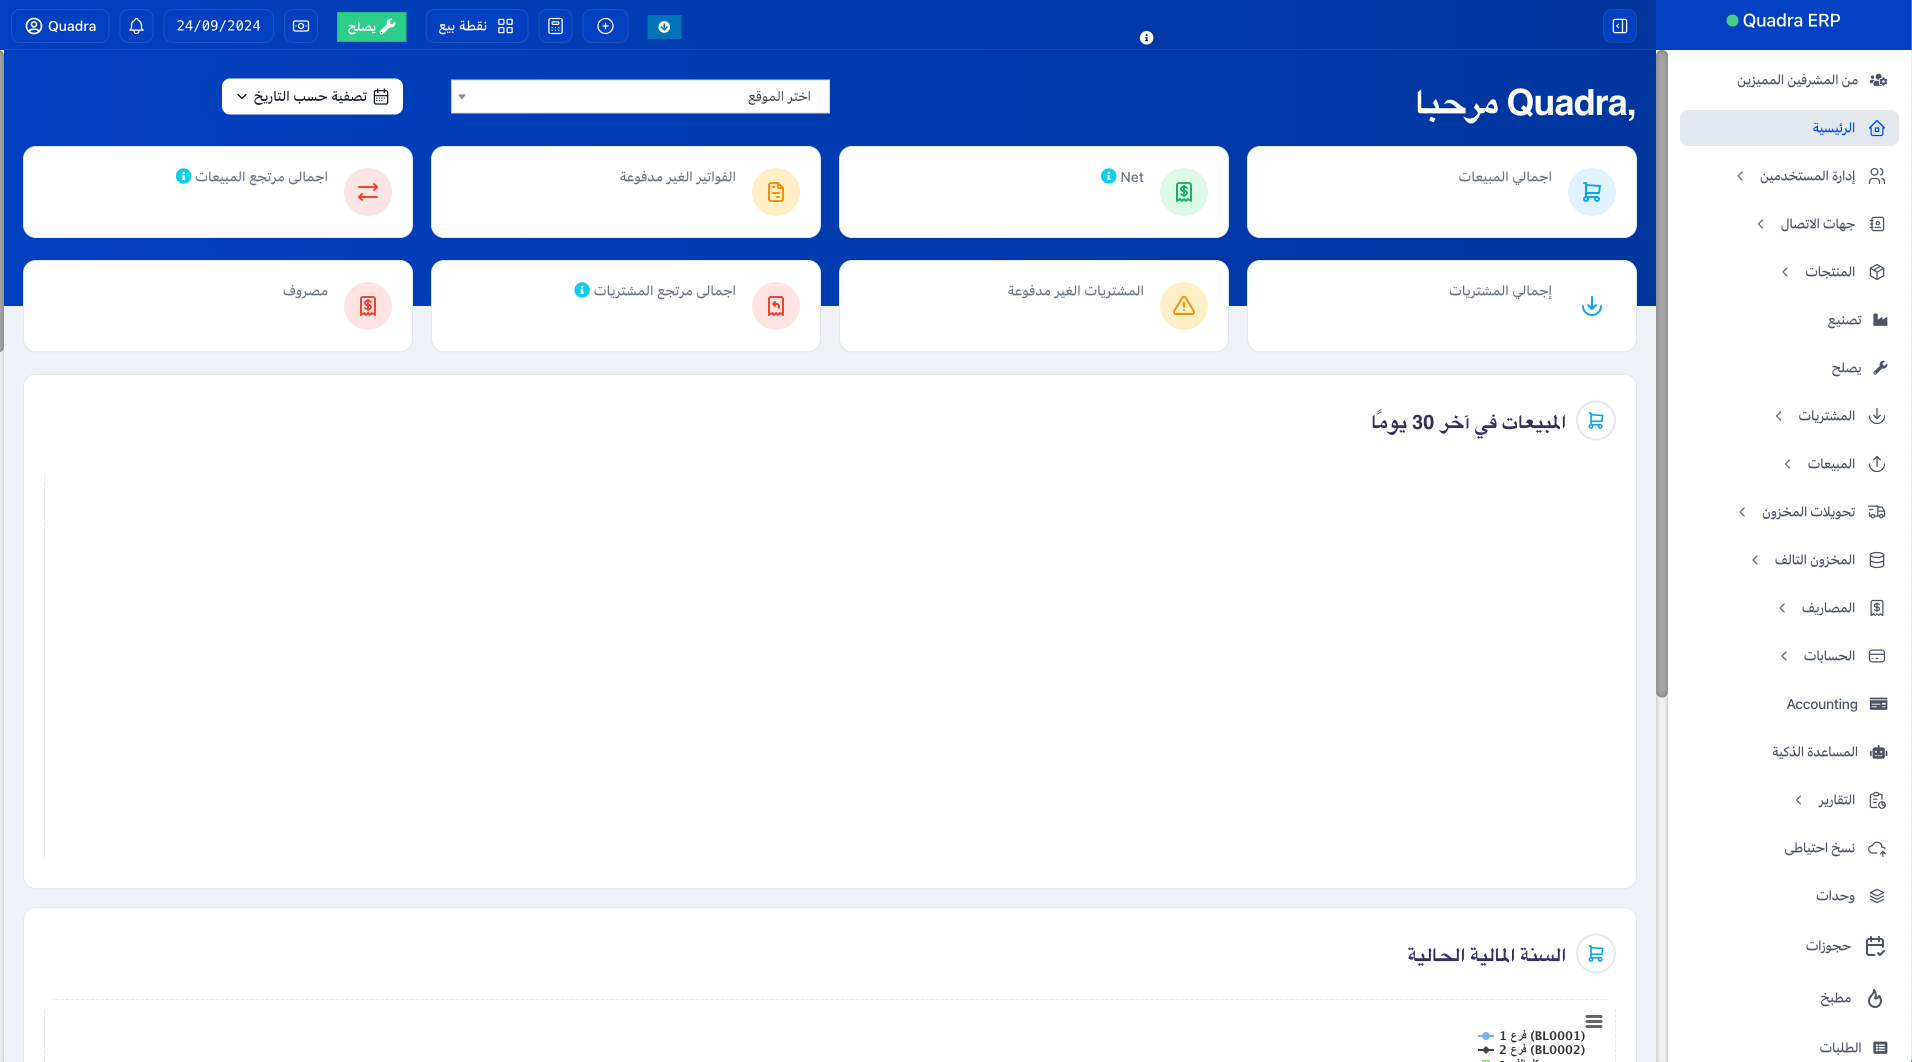 Quadra ERP
يصلح
نقطة بيع
24/09/2024
Quadra
مرحبا Quadra,
اختر الموقع
تصفية حسب التاريخ
اجمالي المبيعات
Net
الفواتير الغير مدفوعة
اجمالى مرتجع المبيعات
إجمالي المشتريات
المشتريات الغير مدفوعة
اجمالى مرتجع المشتريات
مصروف
المبيعات في آخر 30 يومًا
السنة المالية الحالية
فرع 1 (BL0001)
فرع 2 (BL0002)
من المشرفين المميزين
الرئيسية
إدارة المستخدمين
جهات الاتصال
المنتجات
تصنيع
يصلح
المشتريات
المبيعات
تحويلات المخزون
المخزون التالف
المصاريف
الحسابات
Accounting
المساعدة الذكية
التقارير
نسخ احتياطى
وحدات
حجوزات
مطبخ
الطلبات